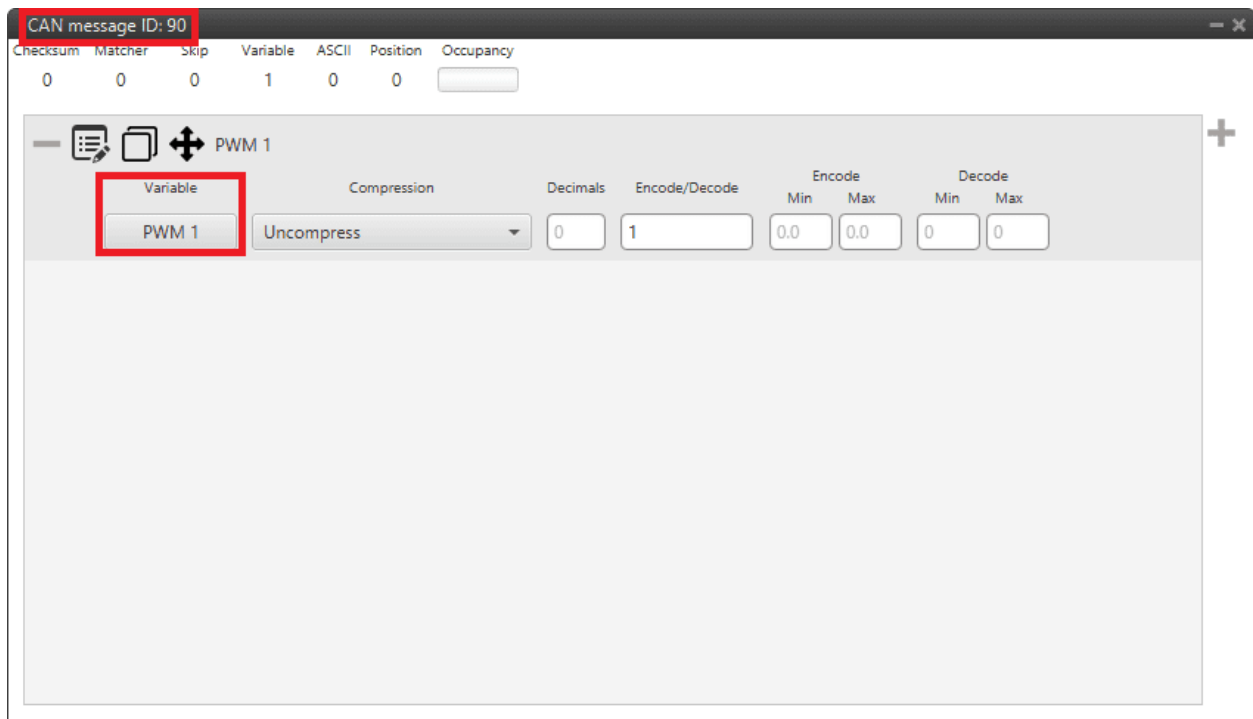 CAN message ID: 90
Checksum Matcher Skip Variable ASCII Position Occupancy
0 0 0 1 0 0
PWM 1
Variable Compression Decimals Encode/Decode Encode Decode
Min Max Min Max
PWM 1 Uncompress 0 1 0.0 0.0 0 0